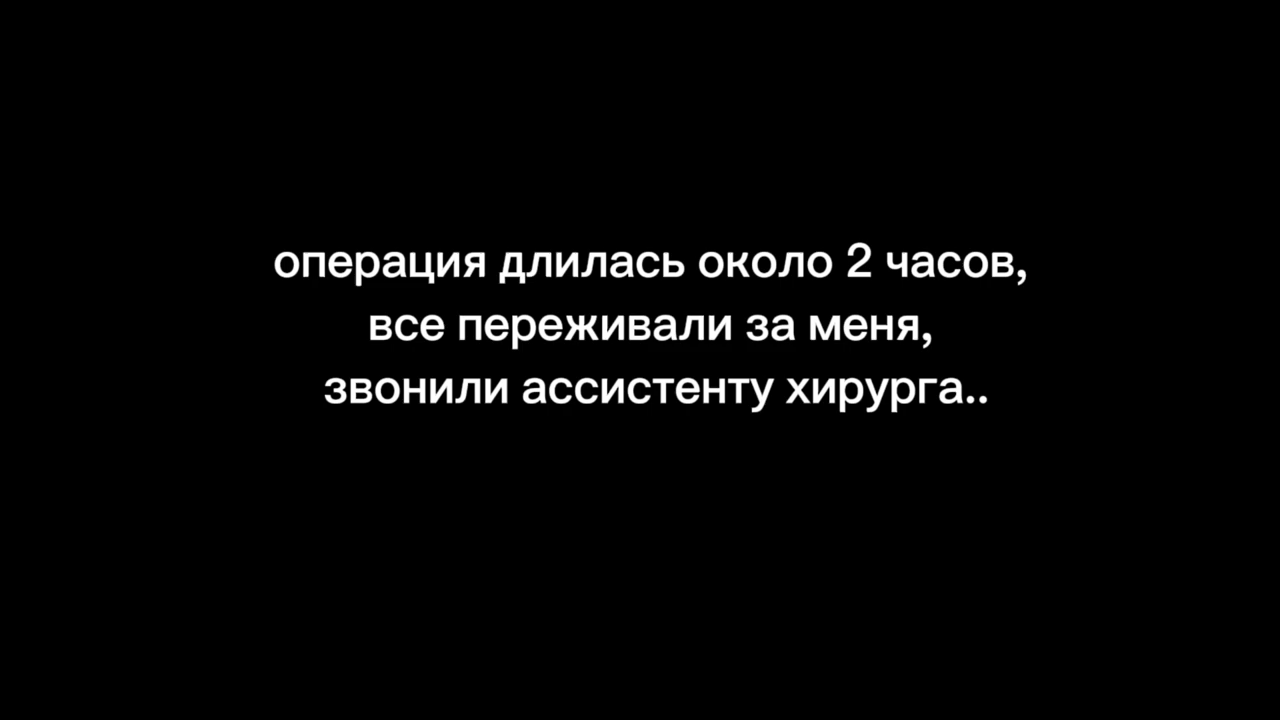 операция длилась около 2 часов,
все переживали за меня,
звонили ассистенту хирурга..